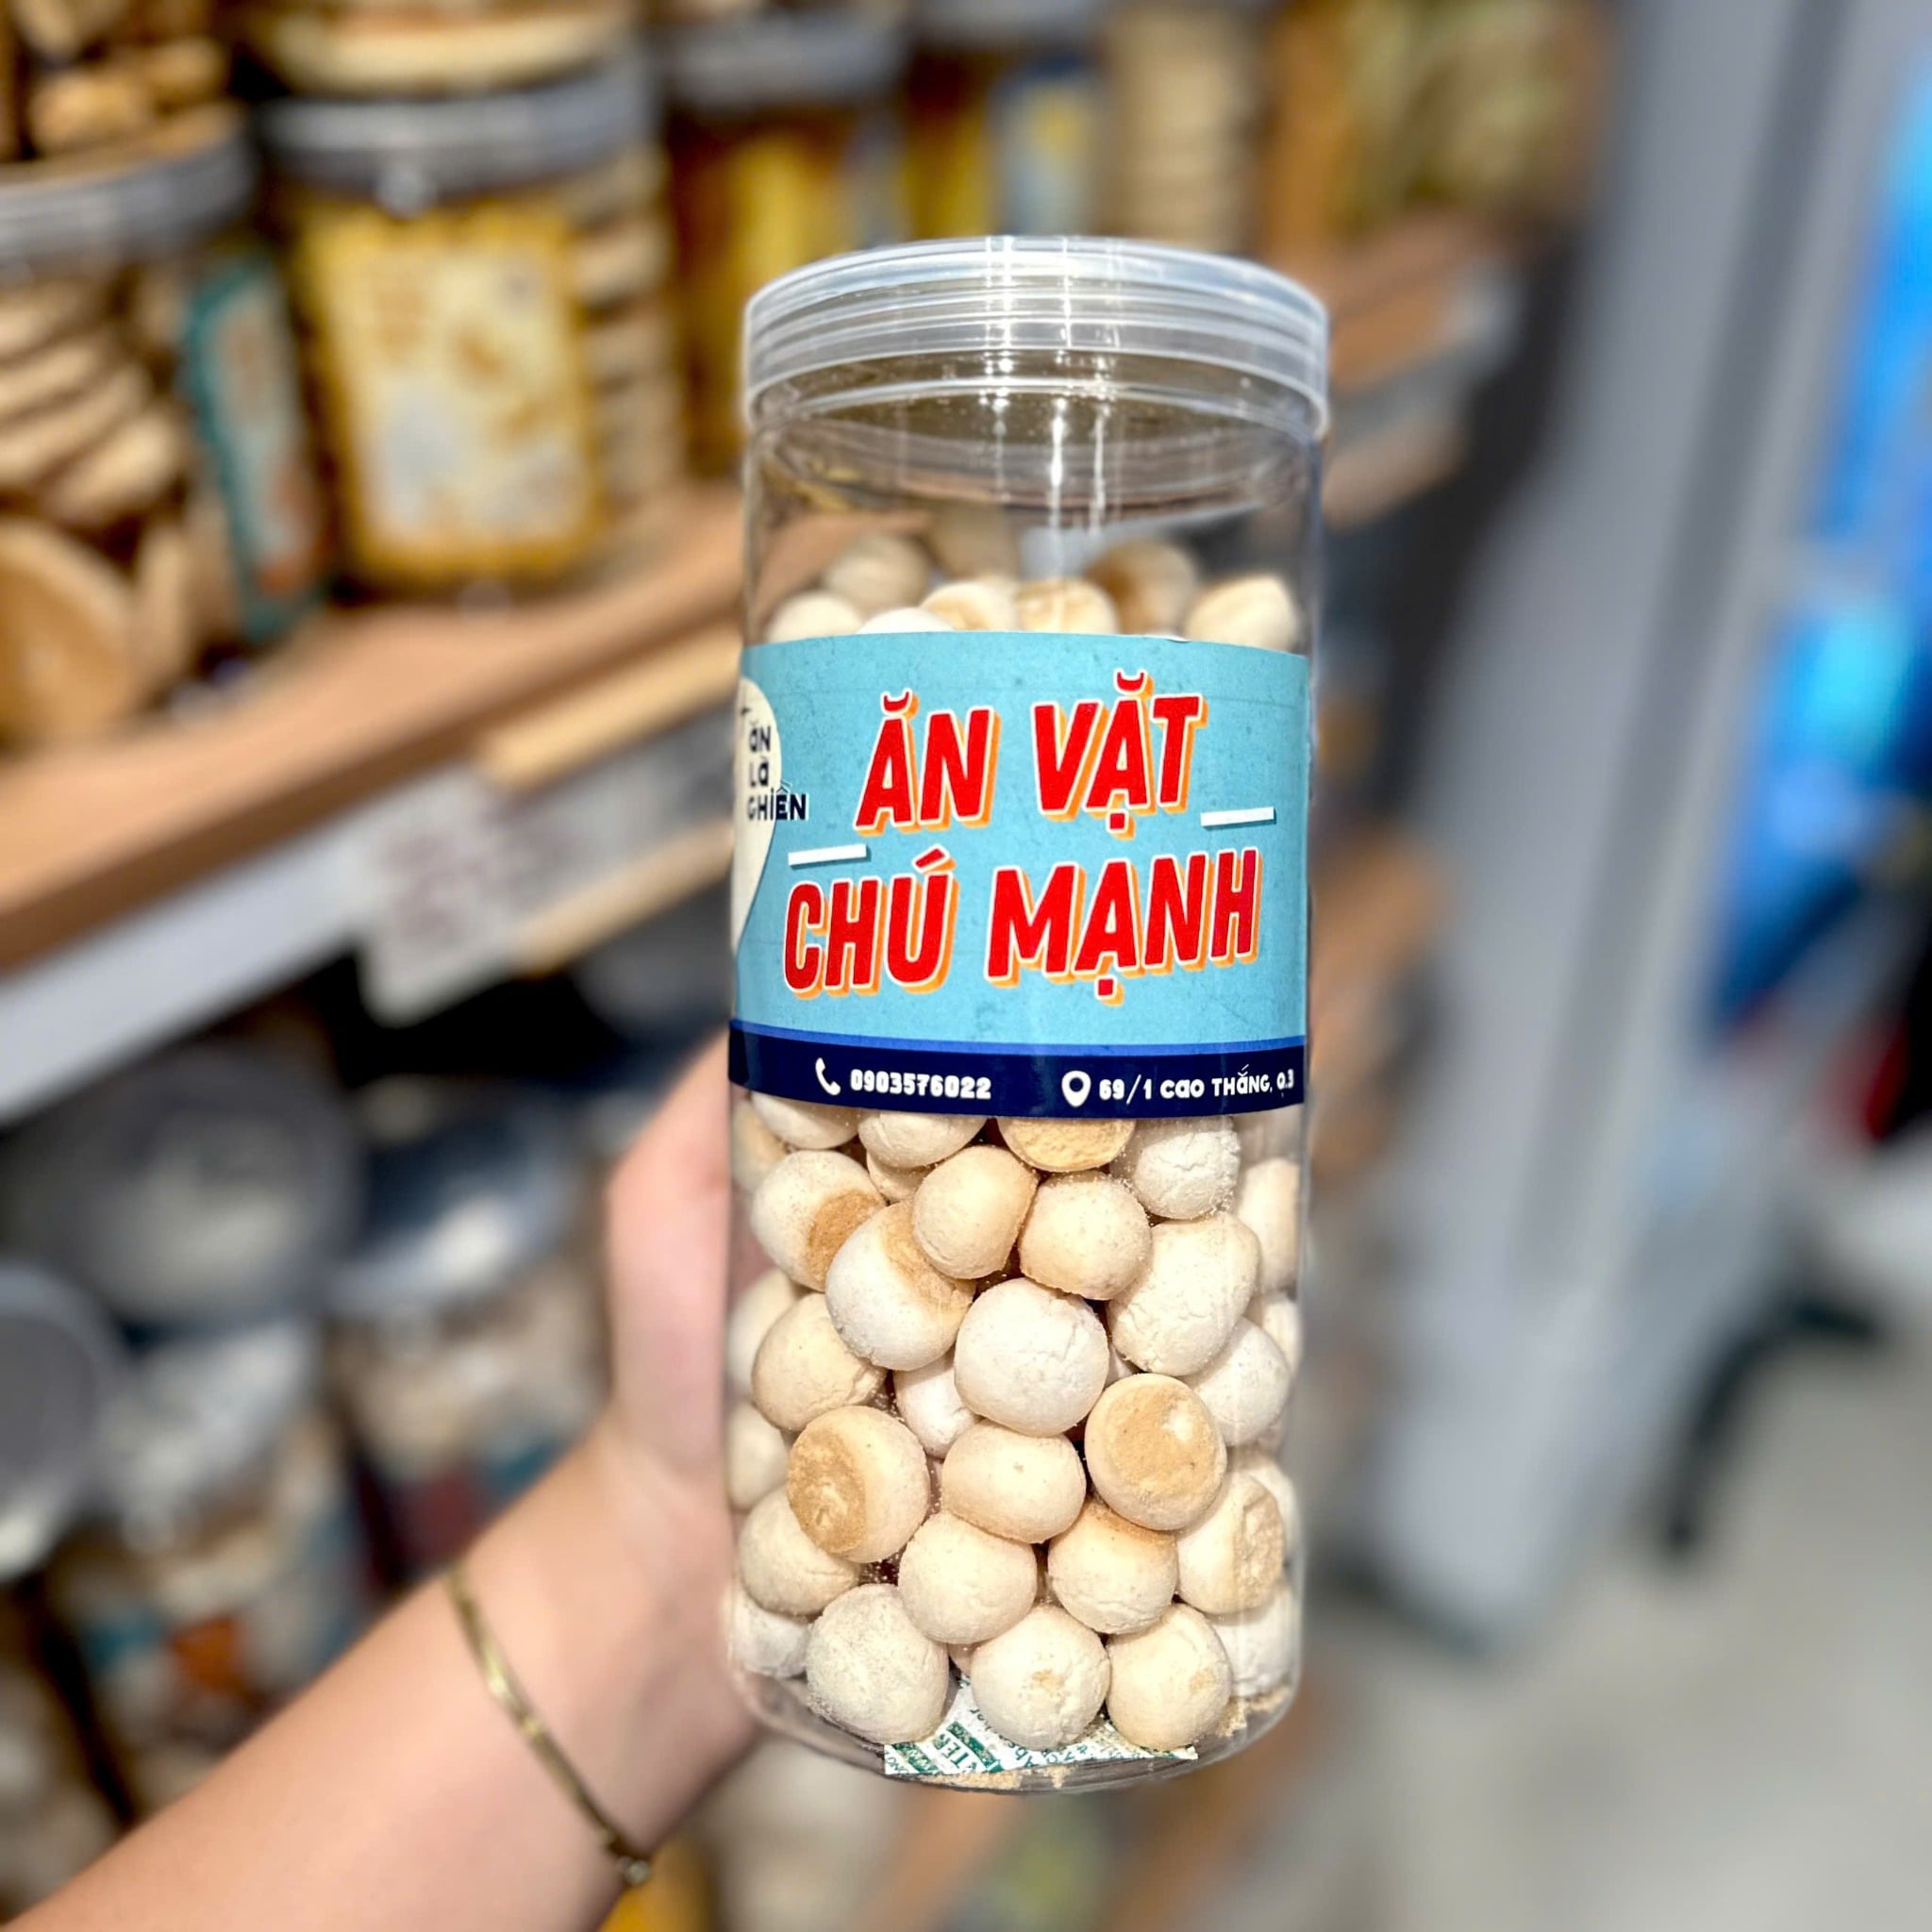 ăN
Là
GHIỀN
ĂN VẶT
CHÚ MẠNH
0903576022
69/1 CAO THẮNG, Q.3